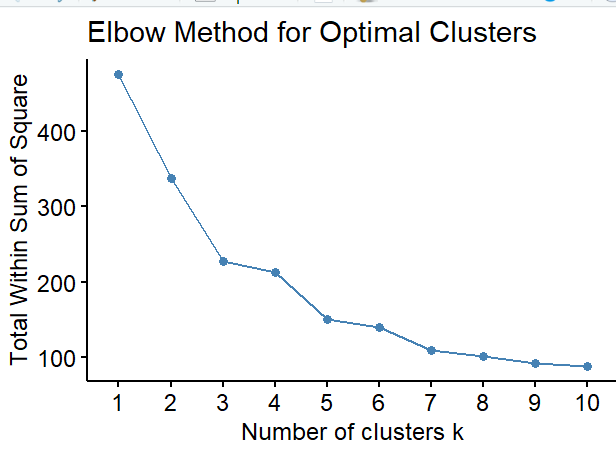 Elbow Method for Optimal Clusters
Total Within Sum of Square
400
300
200
100
1 2 3 4 5 6 7 8 9 10
Number of clusters k